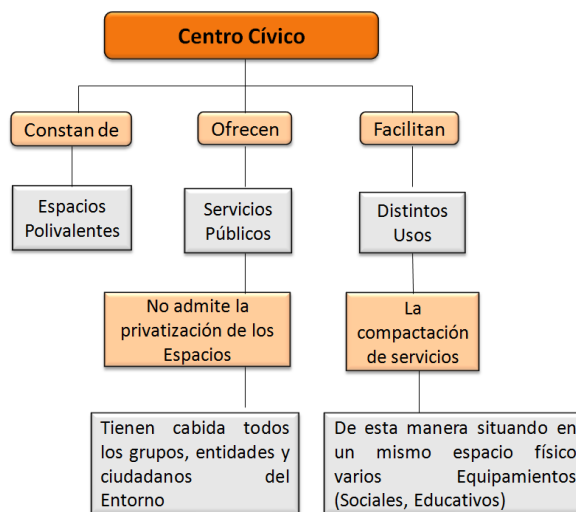 Centro Cívico
Constan de
Ofrecen
Facilitan
Espacios
Polivalentes
Servicios
Públicos
Distintos
Usos
No admite la
privatización de los
Espacios
La
compactación
de servicios
Tienen cabida todos
los grupos, entidades y
ciudadanos del
Entorno
De esta manera situando en
un mismo espacio físico
varios Equipamientos
(Sociales, Educativos)